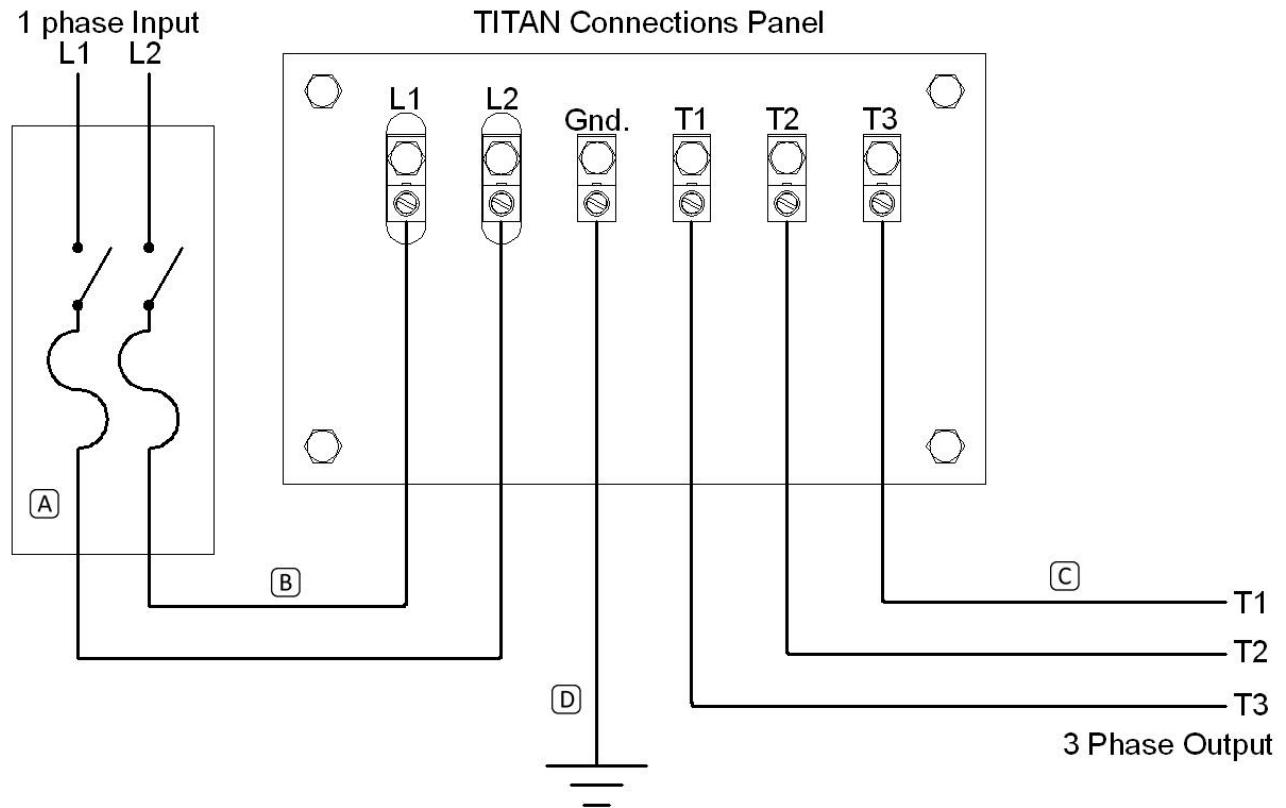 1 phase Input
L1 L2
TITAN Connections Panel
L1 L2 Gnd. T1 T2 T3
A
B
C
D
T1
T2
T3
3 Phase Output